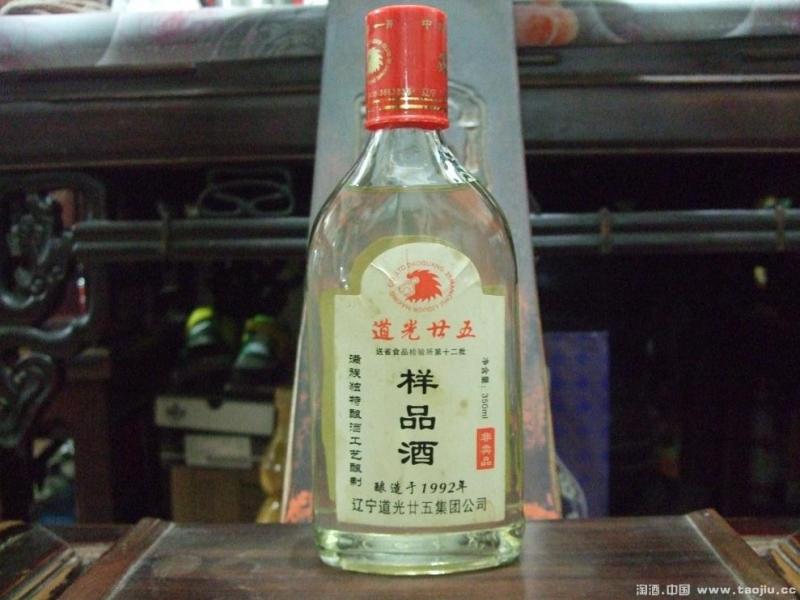 道光廿五
送省食品检验所第十二批
净含量：350ml
样品酒
满族独特酿酒工艺酿制
非卖品
酿造于1992年
辽宁道光廿五集团公司
淘酒.中国 www.taojiu.cc